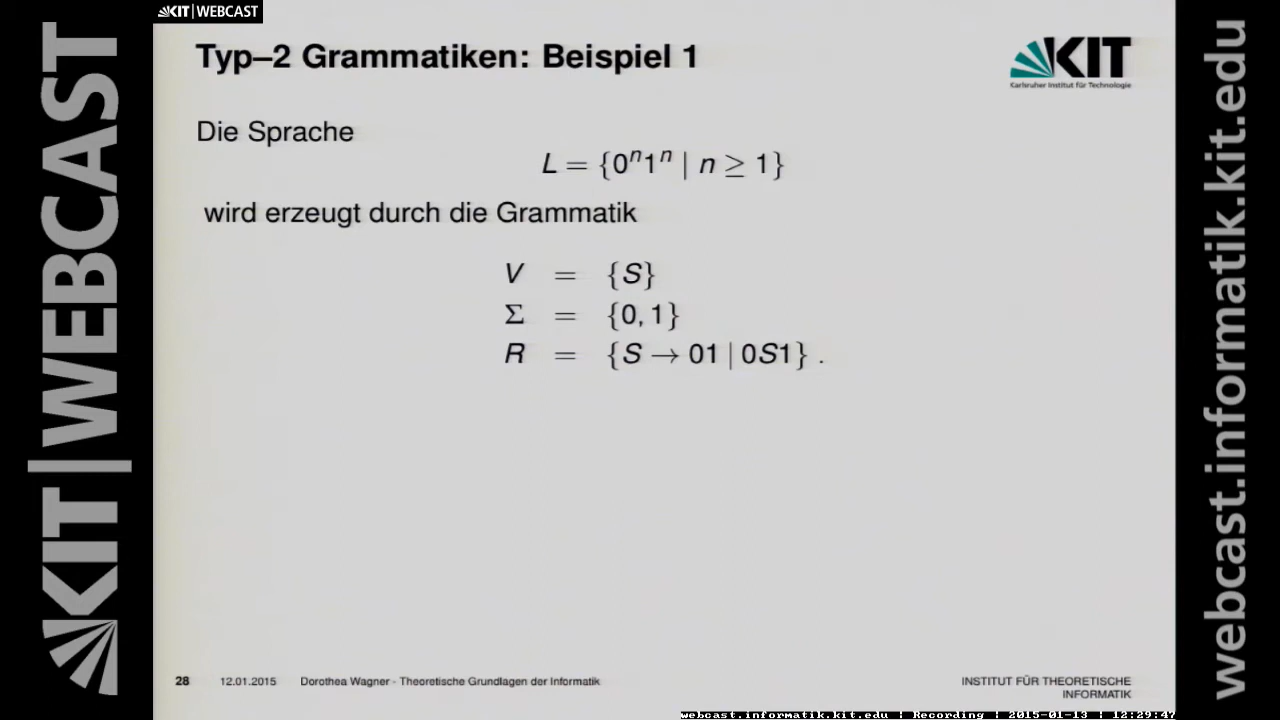 KIT|WEBCAST
KIT|WEBCAST
Typ–2 Grammatiken: Beispiel 1
KIT
Karlsruher Institut für Technologie
Die Sprache
L = {0ⁿ1ⁿ | n ≥ 1}
wird erzeugt durch die Grammatik
V = {S}
Σ = {0, 1}
R = {S → 01 | 0S1} .
28 12.01.2015 Dorothea Wagner - Theoretische Grundlagen der Informatik
INSTITUT FÜR THEORETISCHE
INFORMATIK
webcast.informatik.kit.edu
webcast.informatik.kit.edu | Recording | 2015-01-13 | 12:29:47